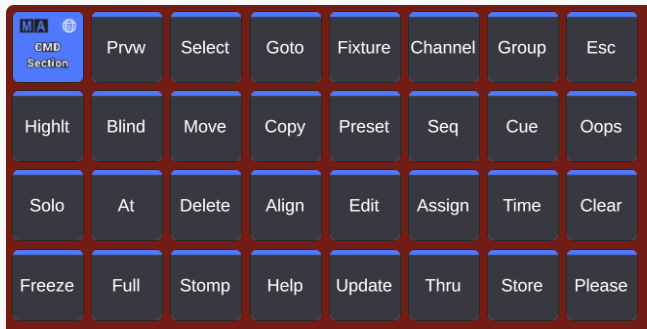 MA
CMD
Section
Prvw
Select
Goto
Fixture
Channel
Group
Esc
Highlt
Blind
Move
Copy
Preset
Seq
Cue
Oops
Solo
At
Delete
Align
Edit
Assign
Time
Clear
Freeze
Full
Stomp
Help
Update
Thru
Store
Please